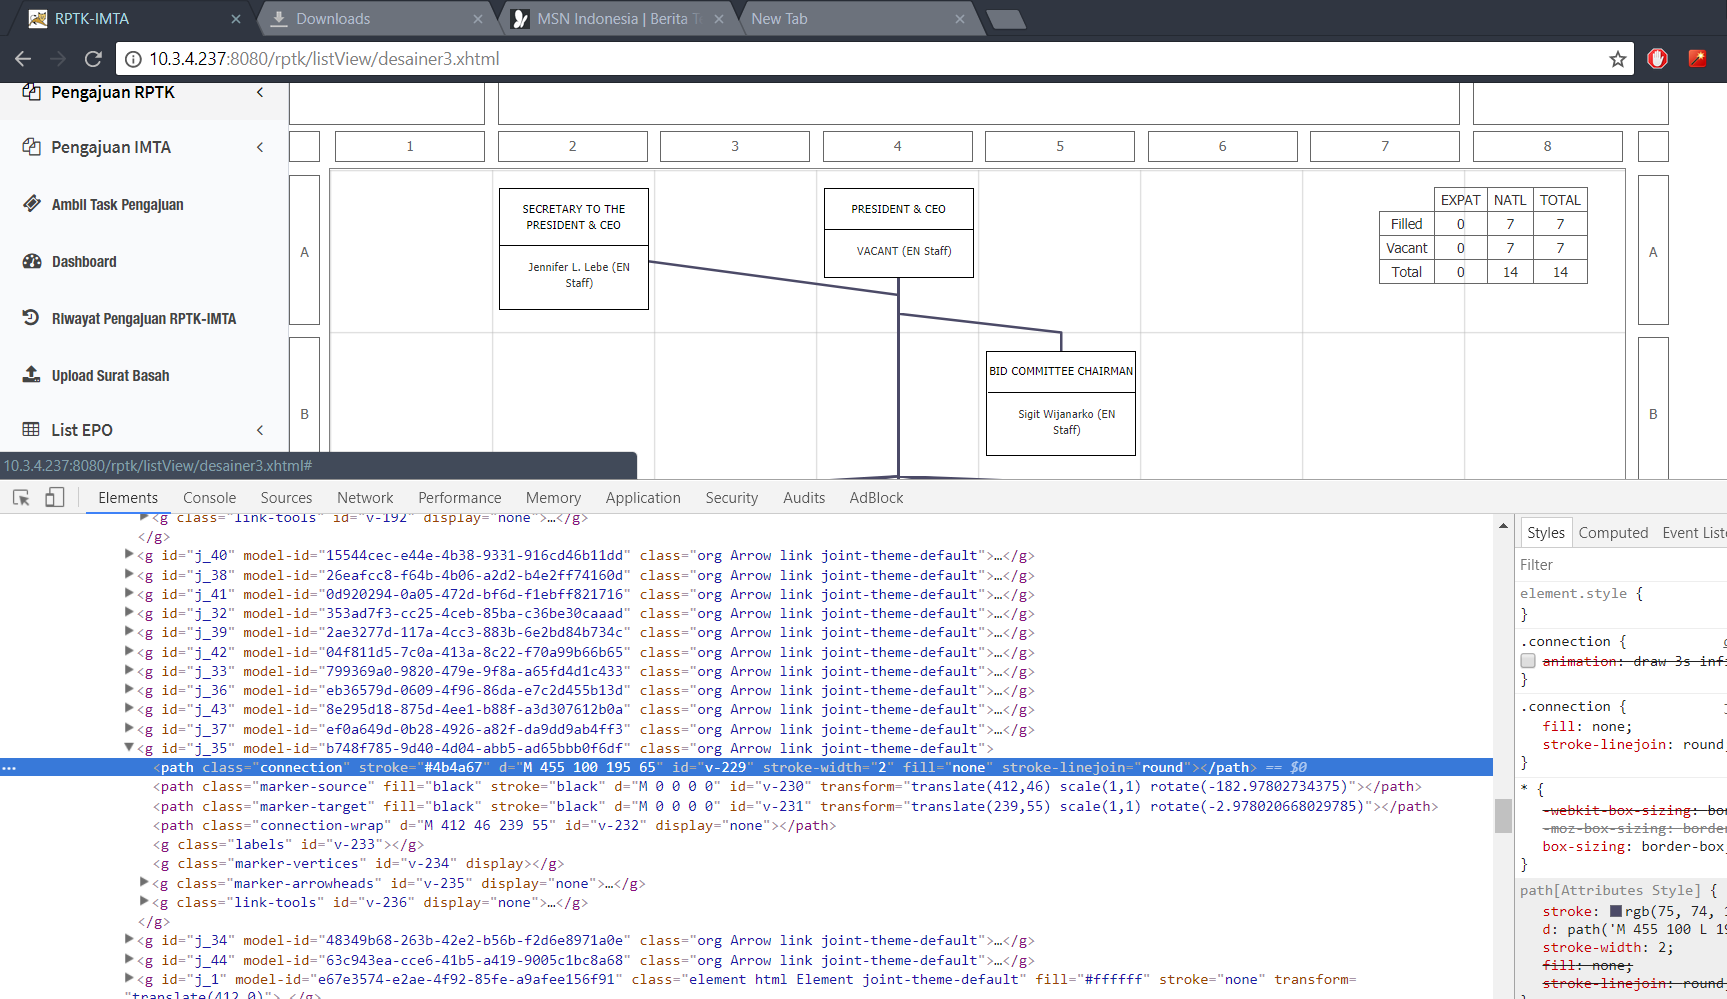 RPTK-IMTA
Downloads
MSN Indonesia | Berita Te
New Tab
10.3.4.237:8080/rptk/listView/desainer3.xhtml
Pengajuan RPTK
Pengajuan IMTA
Ambil Task Pengajuan
Dashboard
Riwayat Pengajuan RPTK-IMTA
Upload Surat Basah
List EPO
10.3.4.237:8080/rptk/listView/desainer3.xhtml#
1 2 3 4 5 6 7 8
A
B
A
B
SECRETARY TO THE
PRESIDENT & CEO
Jennifer L. Lebe (EN
Staff)
PRESIDENT & CEO
VACANT (EN Staff)
BID COMMITTEE CHAIRMAN
Sigit Wijanarko (EN
Staff)
EXPAT NATL TOTAL
Filled 0 7 7
Vacant 0 7 7
Total 0 14 14
Elements Console Sources Network Performance Memory Application Security Audits AdBlock
<g class="link-tools" id="v-192" display="none">…</g>
</g>
<g id="j_40" model-id="15544cec-e44e-4b38-9331-916cd46b11dd" class="org Arrow link joint-theme-default">…</g>
<g id="j_38" model-id="26eafcc8-f64b-4b06-a2d2-b4e2ff74160d" class="org Arrow link joint-theme-default">…</g>
<g id="j_41" model-id="0d920294-0a05-472d-bf6d-f1ebff821716" class="org Arrow link joint-theme-default">…</g>
<g id="j_32" model-id="353ad7f3-cc25-4ceb-85ba-c36be30caaad" class="org Arrow link joint-theme-default">…</g>
<g id="j_39" model-id="2ae3277d-117a-4cc3-883b-6e2bd84b734c" class="org Arrow link joint-theme-default">…</g>
<g id="j_42" model-id="04f811d5-7c0a-413a-8c22-f70a99b66b65" class="org Arrow link joint-theme-default">…</g>
<g id="j_33" model-id="799369a0-9820-479e-9f8a-a65fd4d1c433" class="org Arrow link joint-theme-default">…</g>
<g id="j_36" model-id="eb36579d-0609-4f96-86da-e7c2d455b13d" class="org Arrow link joint-theme-default">…</g>
<g id="j_43" model-id="8e295d18-875d-4ee1-b88f-a3d307612b0a" class="org Arrow link joint-theme-default">…</g>
<g id="j_37" model-id="ef0a649d-0b28-4926-a82f-da9dd9ab4ff3" class="org Arrow link joint-theme-default">…</g>
<g id="j_35" model-id="b748f785-9d40-4d04-abb5-ad65bbb0f6df" class="org Arrow link joint-theme-default">
… <path class="connection" stroke="#4b4a67" d="M 455 100 195 65" id="v-229" stroke-width="2" fill="none" stroke-linejoin="round"></path> == $0
<path class="marker-source" fill="black" stroke="black" d="M 0 0 0 0" id="v-230" transform="translate(412,46) scale(1,1) rotate(-182.97802734375)"></path>
<path class="marker-target" fill="black" stroke="black" d="M 0 0 0 0" id="v-231" transform="translate(239,55) scale(1,1) rotate(-2.978020668029785)"></path>
<path class="connection-wrap" d="M 412 46 239 55" id="v-232" display="none"></path>
<g class="labels" id="v-233"></g>
<g class="marker-vertices" id="v-234" display></g>
<g class="marker-arrowheads" id="v-235" display="none">…</g>
<g class="link-tools" id="v-236" display="none">…</g>
</g>
<g id="j_34" model-id="48349b68-263b-42e2-b56b-f2d6e8971a0e" class="org Arrow link joint-theme-default">…</g>
<g id="j_44" model-id="63c943ea-cce6-41b5-a419-9005c1bc8a68" class="org Arrow link joint-theme-default">…</g>
<g id="j_1" model-id="e67e3574-e2ae-4f92-85fe-a9afee156f91" class="element html Element joint-theme-default" fill="#ffffff" stroke="none" transform=
"translate(412,0)">…</g>
Styles Computed Event Liste
Filter
element.style {
}
.connection {
animation: draw 3s infi
}
.connection {
fill: none;
stroke-linejoin: round;
}
* {
-webkit-box-sizing: bor
-moz-box-sizing: border
box-sizing: border-box;
}
path[Attributes Style] {
stroke: rgb(75, 74, 1
d: path('M 455 100 L 19
stroke-width: 2;
fill: none;
stroke-linejoin: round;